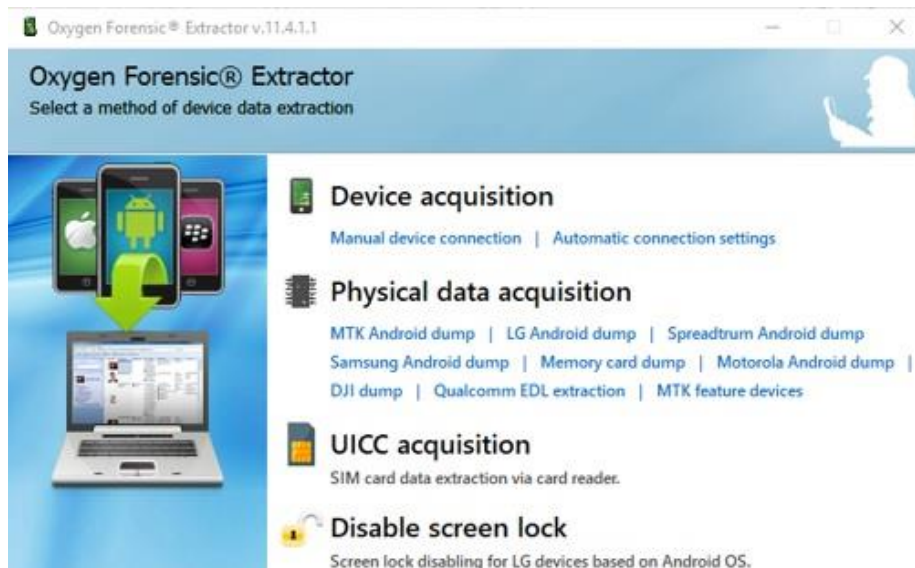 Oxygen Forensic® Extractor v.11.4.1.1
Oxygen Forensic® Extractor
Select a method of device data extraction
Device acquisition
Manual device connection | Automatic connection settings
Physical data acquisition
MTK Android dump | LG Android dump | Spreadtrum Android dump
Samsung Android dump | Memory card dump | Motorola Android dump |
DJI dump | Qualcomm EDL extraction | MTK feature devices
UICC acquisition
SIM card data extraction via card reader.
Disable screen lock
Screen lock disabling for LG devices based on Android OS.